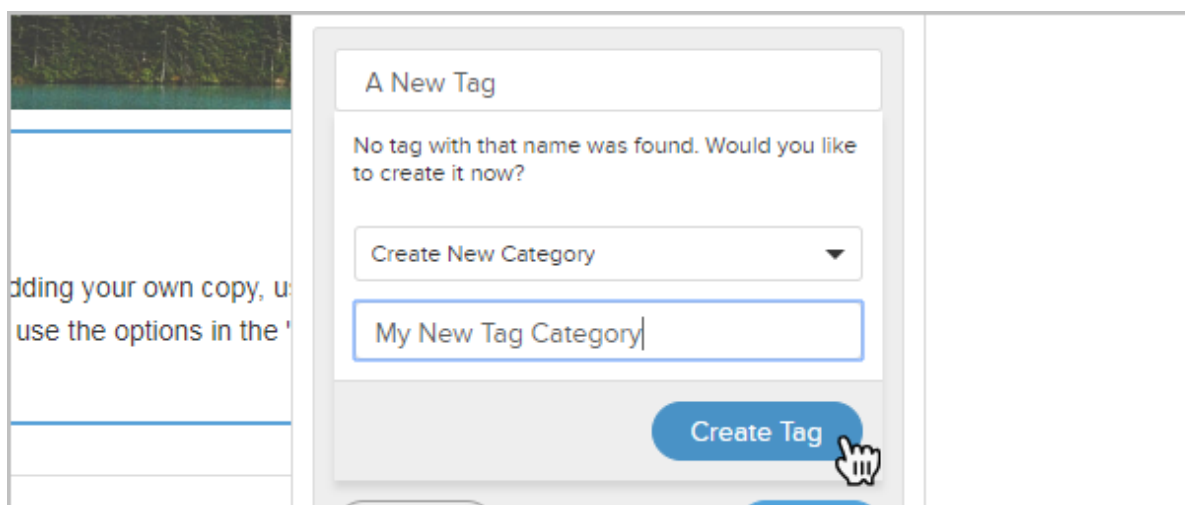 A New Tag
No tag with that name was found. Would you like
to create it now?
Create New Category
dding your own copy, u
My New Tag Category
use the options in the '
Create Tag